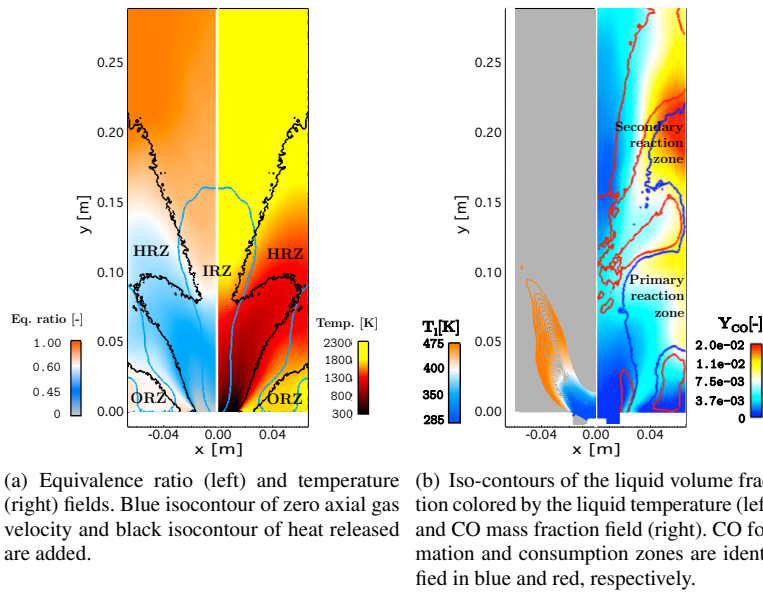 0.25
0.20
0.15
0.10
0.05
0.00
y [m]
HRZ
IRZ
HRZ
ORZ
ORZ
Eq. ratio [-]
1.00
0.60
0.45
0
Temp. [K]
2300
1800
1300
800
300
-0.04
0.00
0.04
x [m]
0.25
0.20
0.15
0.10
0.05
0.00
y [m]
Secondary
reaction
zone
Primary
reaction
zone
T_l[K]
475
400
350
285
Y_CO[-]
2.0e-02
1.1e-02
7.5e-03
3.7e-03
0
-0.04
0.00
0.04
x [m]
(a) Equivalence ratio (left) and temperature
(right) fields. Blue isocontour of zero axial gas
velocity and black isocontour of heat released
are added.
(b) Iso-contours of the liquid volume frac
tion colored by the liquid temperature (lef
and CO mass fraction field (right). CO fo
mation and consumption zones are ident
fied in blue and red, respectively.